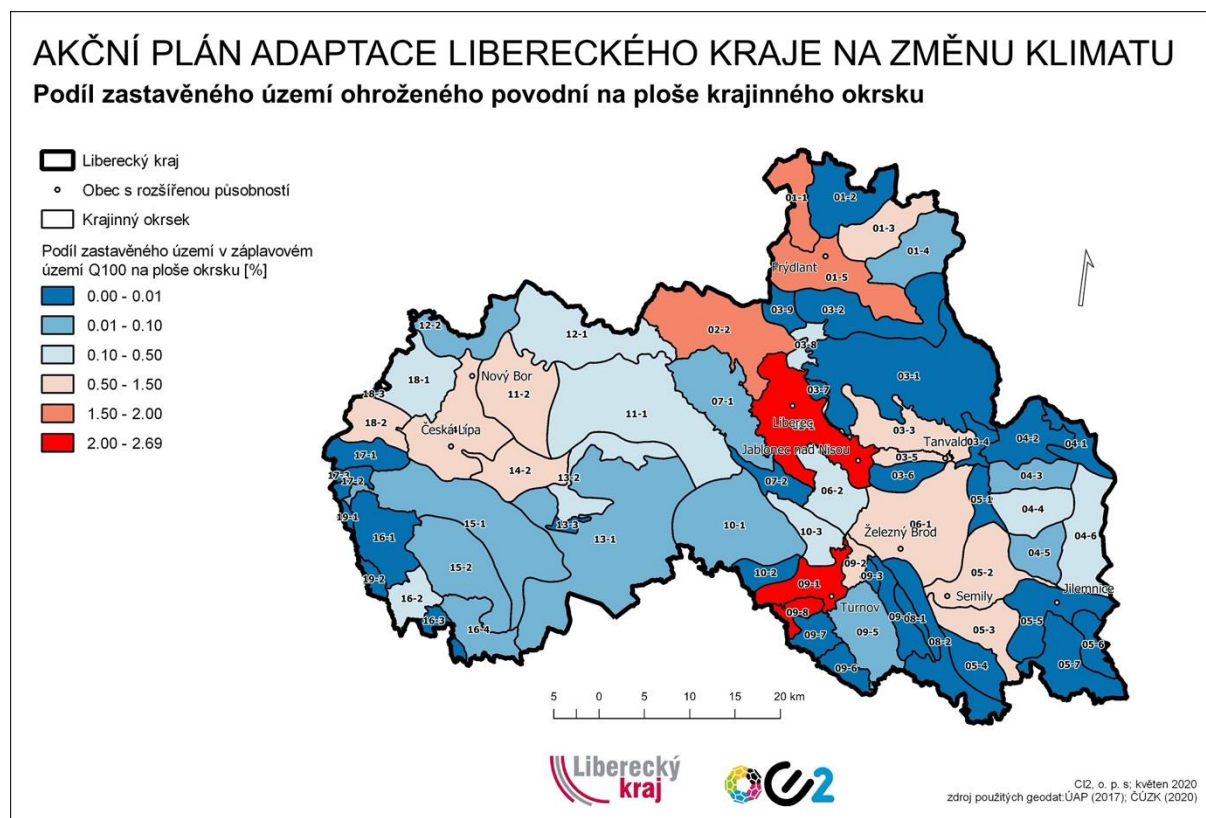 AKČNÍ PLÁN ADAPTACE LIBERECKÉHO KRAJE NA ZMĚNU KLIMATU
Podíl zastavěného území ohroženého povodní na ploše krajinného okrsku
Liberecký kraj
Obec s rozšířenou působností
Krajinný okrsek
Podíl zastavěného území v záplavovém
území Q100 na ploše okrsku [%]
0.00 - 0.01
0.01 - 0.10
0.10 - 0.50
0.50 - 1.50
1.50 - 2.00
2.00 - 2.69
01-1
01-2
01-3
01-4
Frýdlant
01-5
03-9
03-2
12-2
12-1
02-2
03-8
03-1
18-1
Nový Bor
11-2
18-3
07-1
03-7
18-2
11-1
Liberec
03-3
Česká Lípa
Tanvald
03-4
04-2
04-1
Jablonec nad Nisou
03-5
17-1
14-2
13-2
07-2
03-6
04-3
17-3
17-2
06-2
05-1
04-4
19-1
15-1
13-3
10-1
06-1
16-1
13-1
10-3
Železný Brod
04-6
04-5
15-2
09-2
05-2
19-2
10-2
09-3
09-1
16-2
Turnov
Semily
Jilemnice
09-8
08-1
16-3
16-4
09-7
09-5
05-3
05-5
08-2
05-6
09-6
05-4
05-7
5 0 5 10 15 20 km
Liberecký
kraj
CI2
CI2, o. p. s; květen 2020
zdroj použitých geodat:ÚAP (2017); ČÚZK (2020)